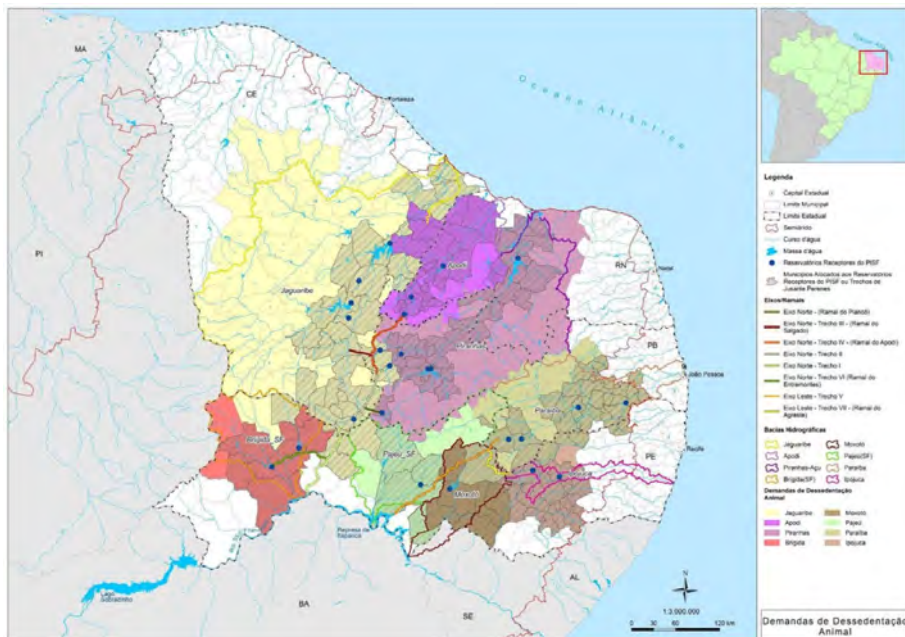 MA
CE
Fortaleza
Oceano Atlântico
PI
Jaguaribe
Apodi
RN
Natal
PB
João Pessoa
Paraíba
Brígida_SF
Pajeú_SF
Moxotó
PE
Recife
Represa de Itaparica
Lago Sobradinho
BA
SE
AL
N
1:3.000.000
0 30 60 120 km
Legenda
Capital Estadual
Limite Municipal
Limite Estadual
Semiárido
Curso d'água
Massa d'água
Reservatórios Receptores do PISF
Municípios Alocados aos Reservatórios
Receptores do PISF ou Trechos de
Jusante Perenes
Eixos/Ramais
Eixo Norte - (Ramal do Piancó)
Eixo Norte - Trecho III - (Ramal do
Salgado)
Eixo Norte - Trecho IV - (Ramal do Apodi)
Eixo Norte - Trecho II
Eixo Norte - Trecho I
Eixo Norte - Trecho VI (Ramal do
Entremontes)
Eixo Leste - Trecho V
Eixo Leste - Trecho VII - (Ramal do
Agreste)
Bacias Hidrográficas
Jaguaribe
Moxotó
Apodi
Pajeú(SF)
Piranhas-Açu
Paraíba
Brígida(SF)
Ipojuca
Demandas de Dessedentação
Animal
Jaguaribe
Moxotó
Apodi
Pajeú
Piranhas
Paraíba
Brígida
Ipojuca
Demandas de Dessedentação
Animal